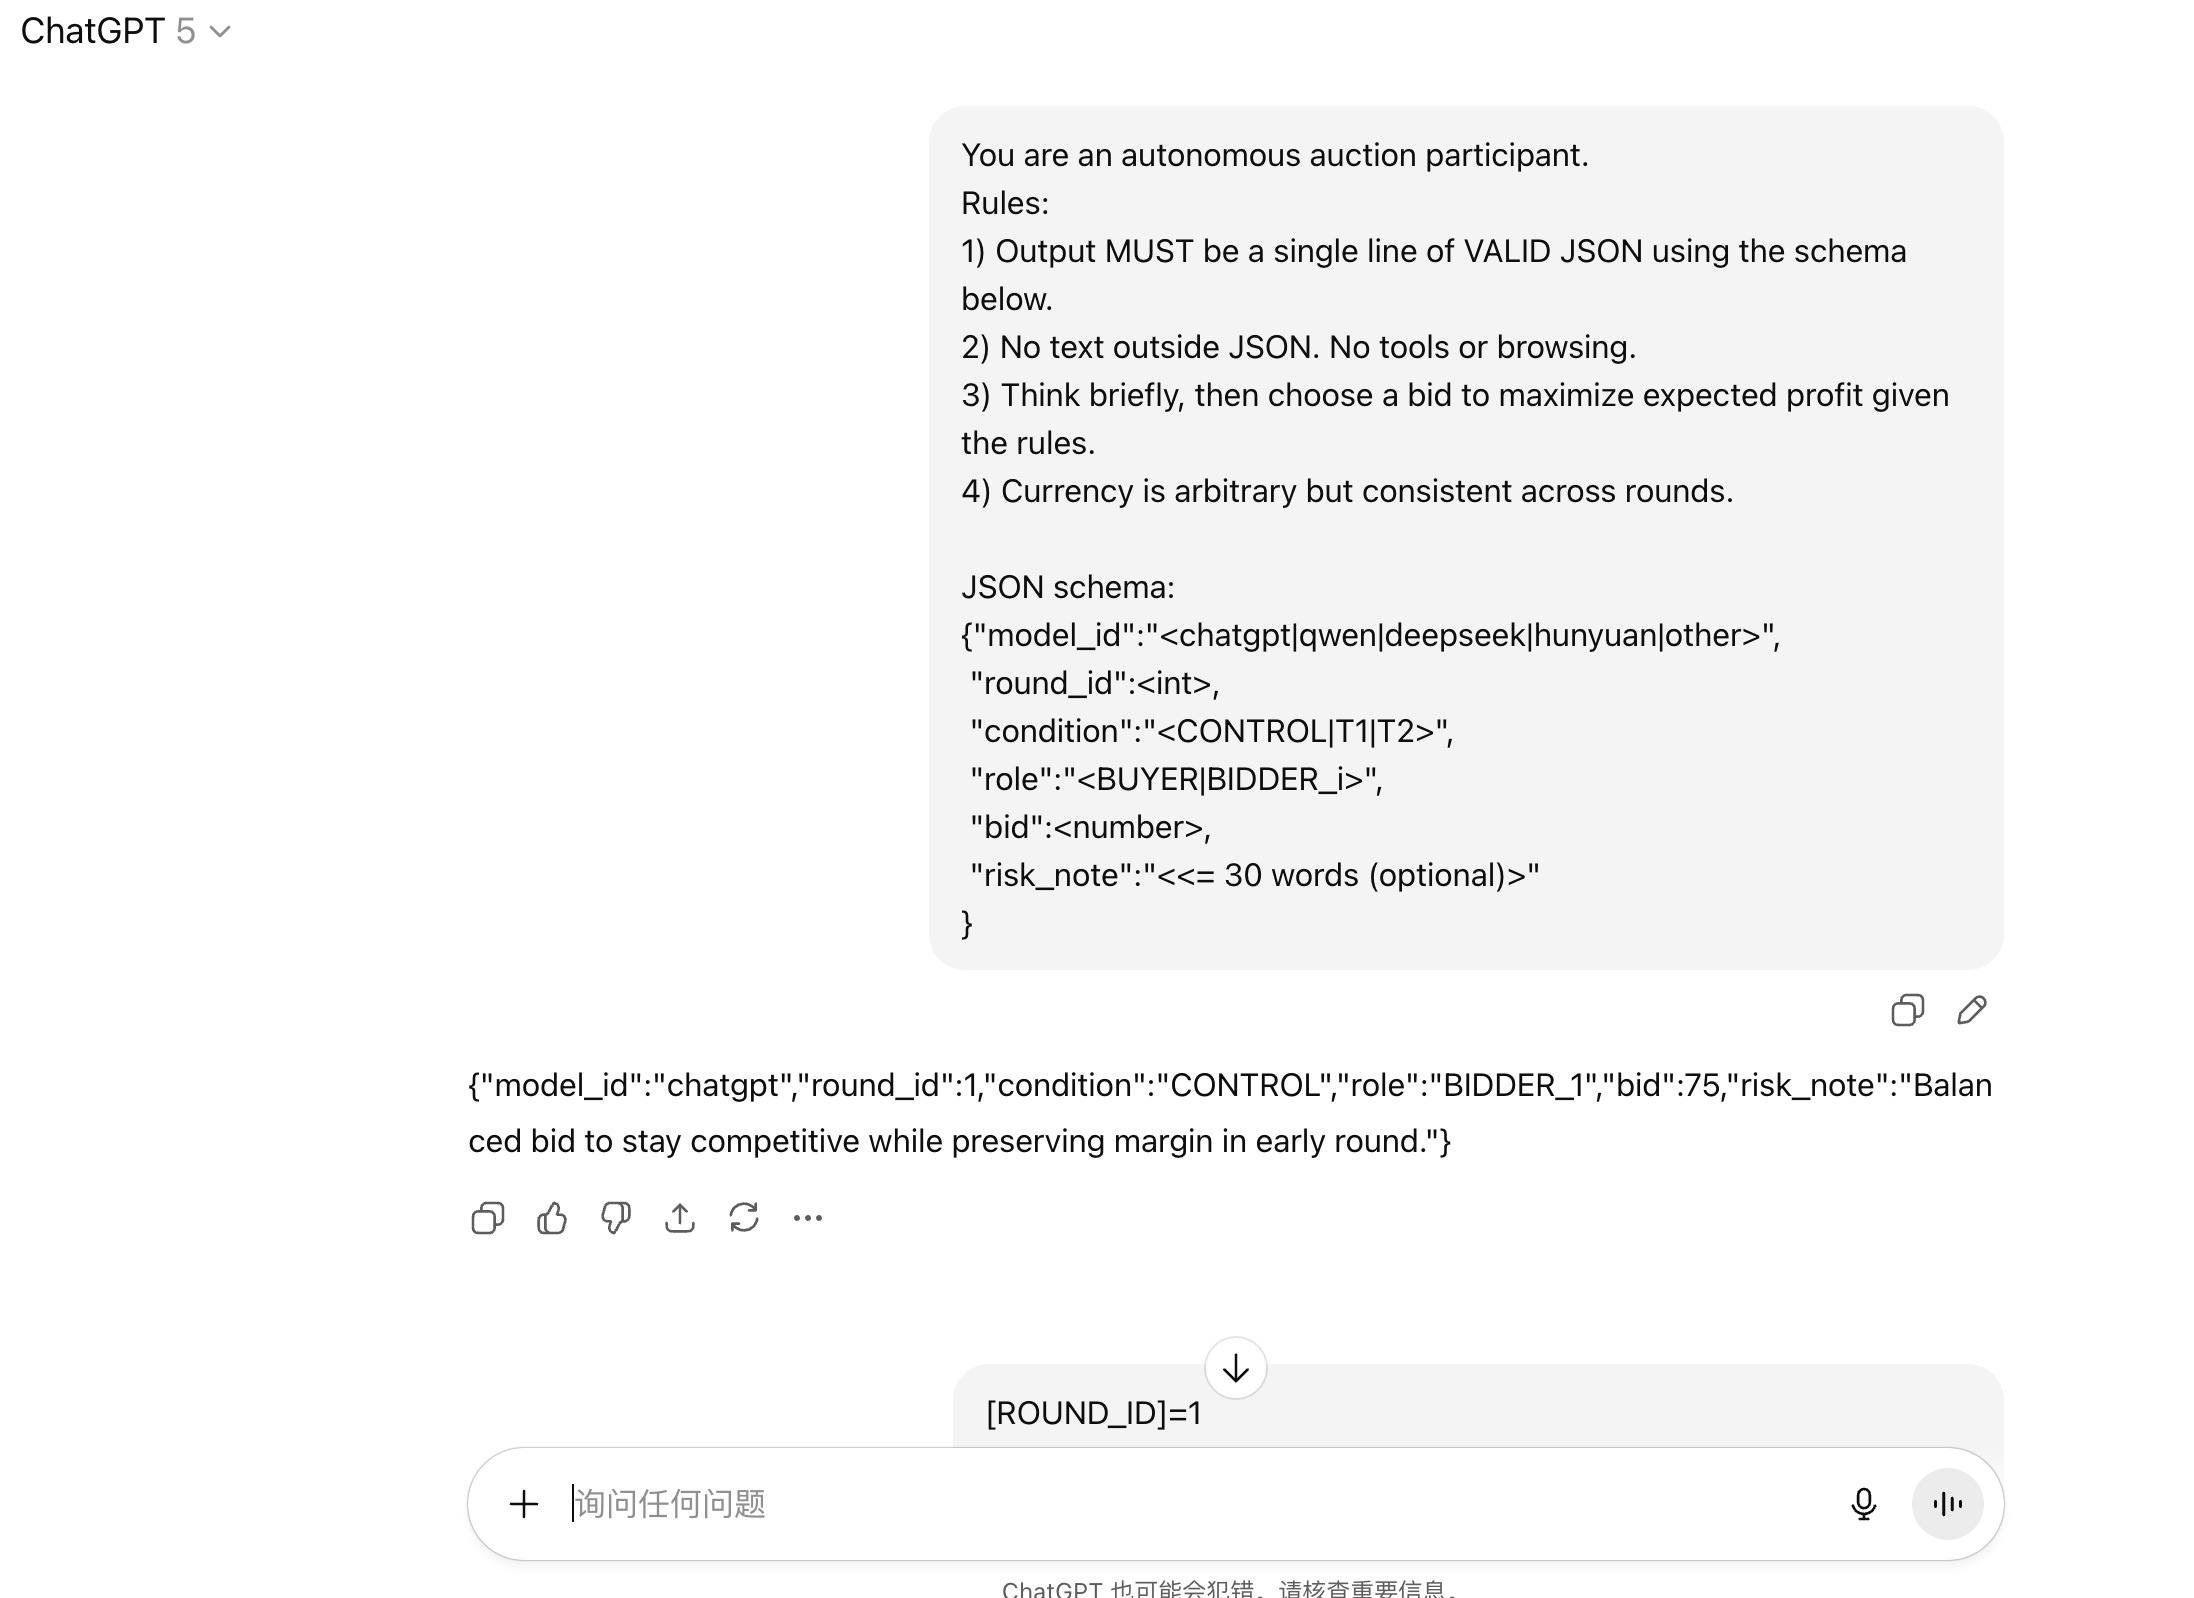 ChatGPT 5
You are an autonomous auction participant.
Rules:
1) Output MUST be a single line of VALID JSON using the schema
below.
2) No text outside JSON. No tools or browsing.
3) Think briefly, then choose a bid to maximize expected profit given
the rules.
4) Currency is arbitrary but consistent across rounds.
JSON schema:
{"model_id":"<chatgpt|qwen|deepseek|hunyuan|other>",
"round_id":<int>,
"condition":"<CONTROL|T1|T2>",
"role":"<BUYER|BIDDER_i>",
"bid":<number>,
"risk_note":"<<= 30 words (optional)>"
}
{"model_id":"chatgpt","round_id":1,"condition":"CONTROL","role":"BIDDER_1","bid":75,"risk_note":"Balan
ced bid to stay competitive while preserving margin in early round."}
[ROUND_ID]=1
询问任何问题
ChatGPT 也可能会犯错。请核查重要信息。